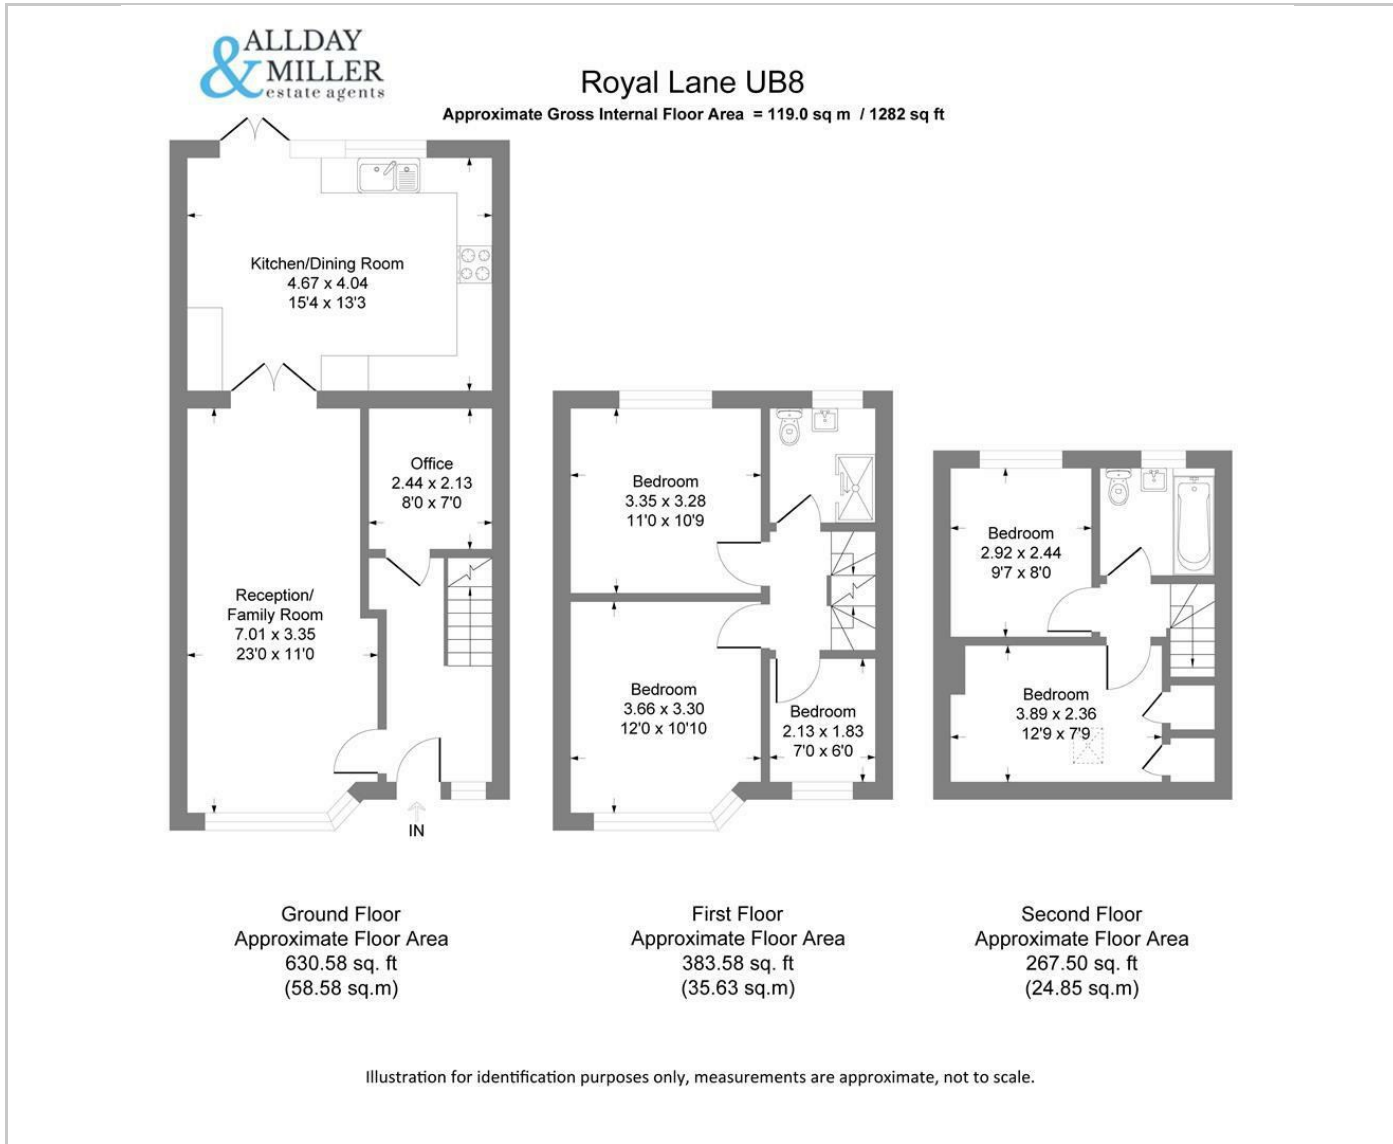 ALLDAY
& MILLER
estate agents
Royal Lane UB8
Approximate Gross Internal Floor Area = 119.0 sq m / 1282 sq ft
Kitchen/Dining Room
4.67 x 4.04
15'4 x 13'3
Office
2.44 x 2.13
8'0 x 7'0
Reception/
Family Room
7.01 x 3.35
23'0 x 11'0
IN
Bedroom
3.35 x 3.28
11'0 x 10'9
Bedroom
3.66 x 3.30
12'0 x 10'10
Bedroom
2.13 x 1.83
7'0 x 6'0
Bedroom
2.92 x 2.44
9'7 x 8'0
Bedroom
3.89 x 2.36
12'9 x 7'9
Ground Floor
Approximate Floor Area
630.58 sq. ft
(58.58 sq.m)
First Floor
Approximate Floor Area
383.58 sq. ft
(35.63 sq.m)
Second Floor
Approximate Floor Area
267.50 sq. ft
(24.85 sq.m)
Illustration for identification purposes only, measurements are approximate, not to scale.